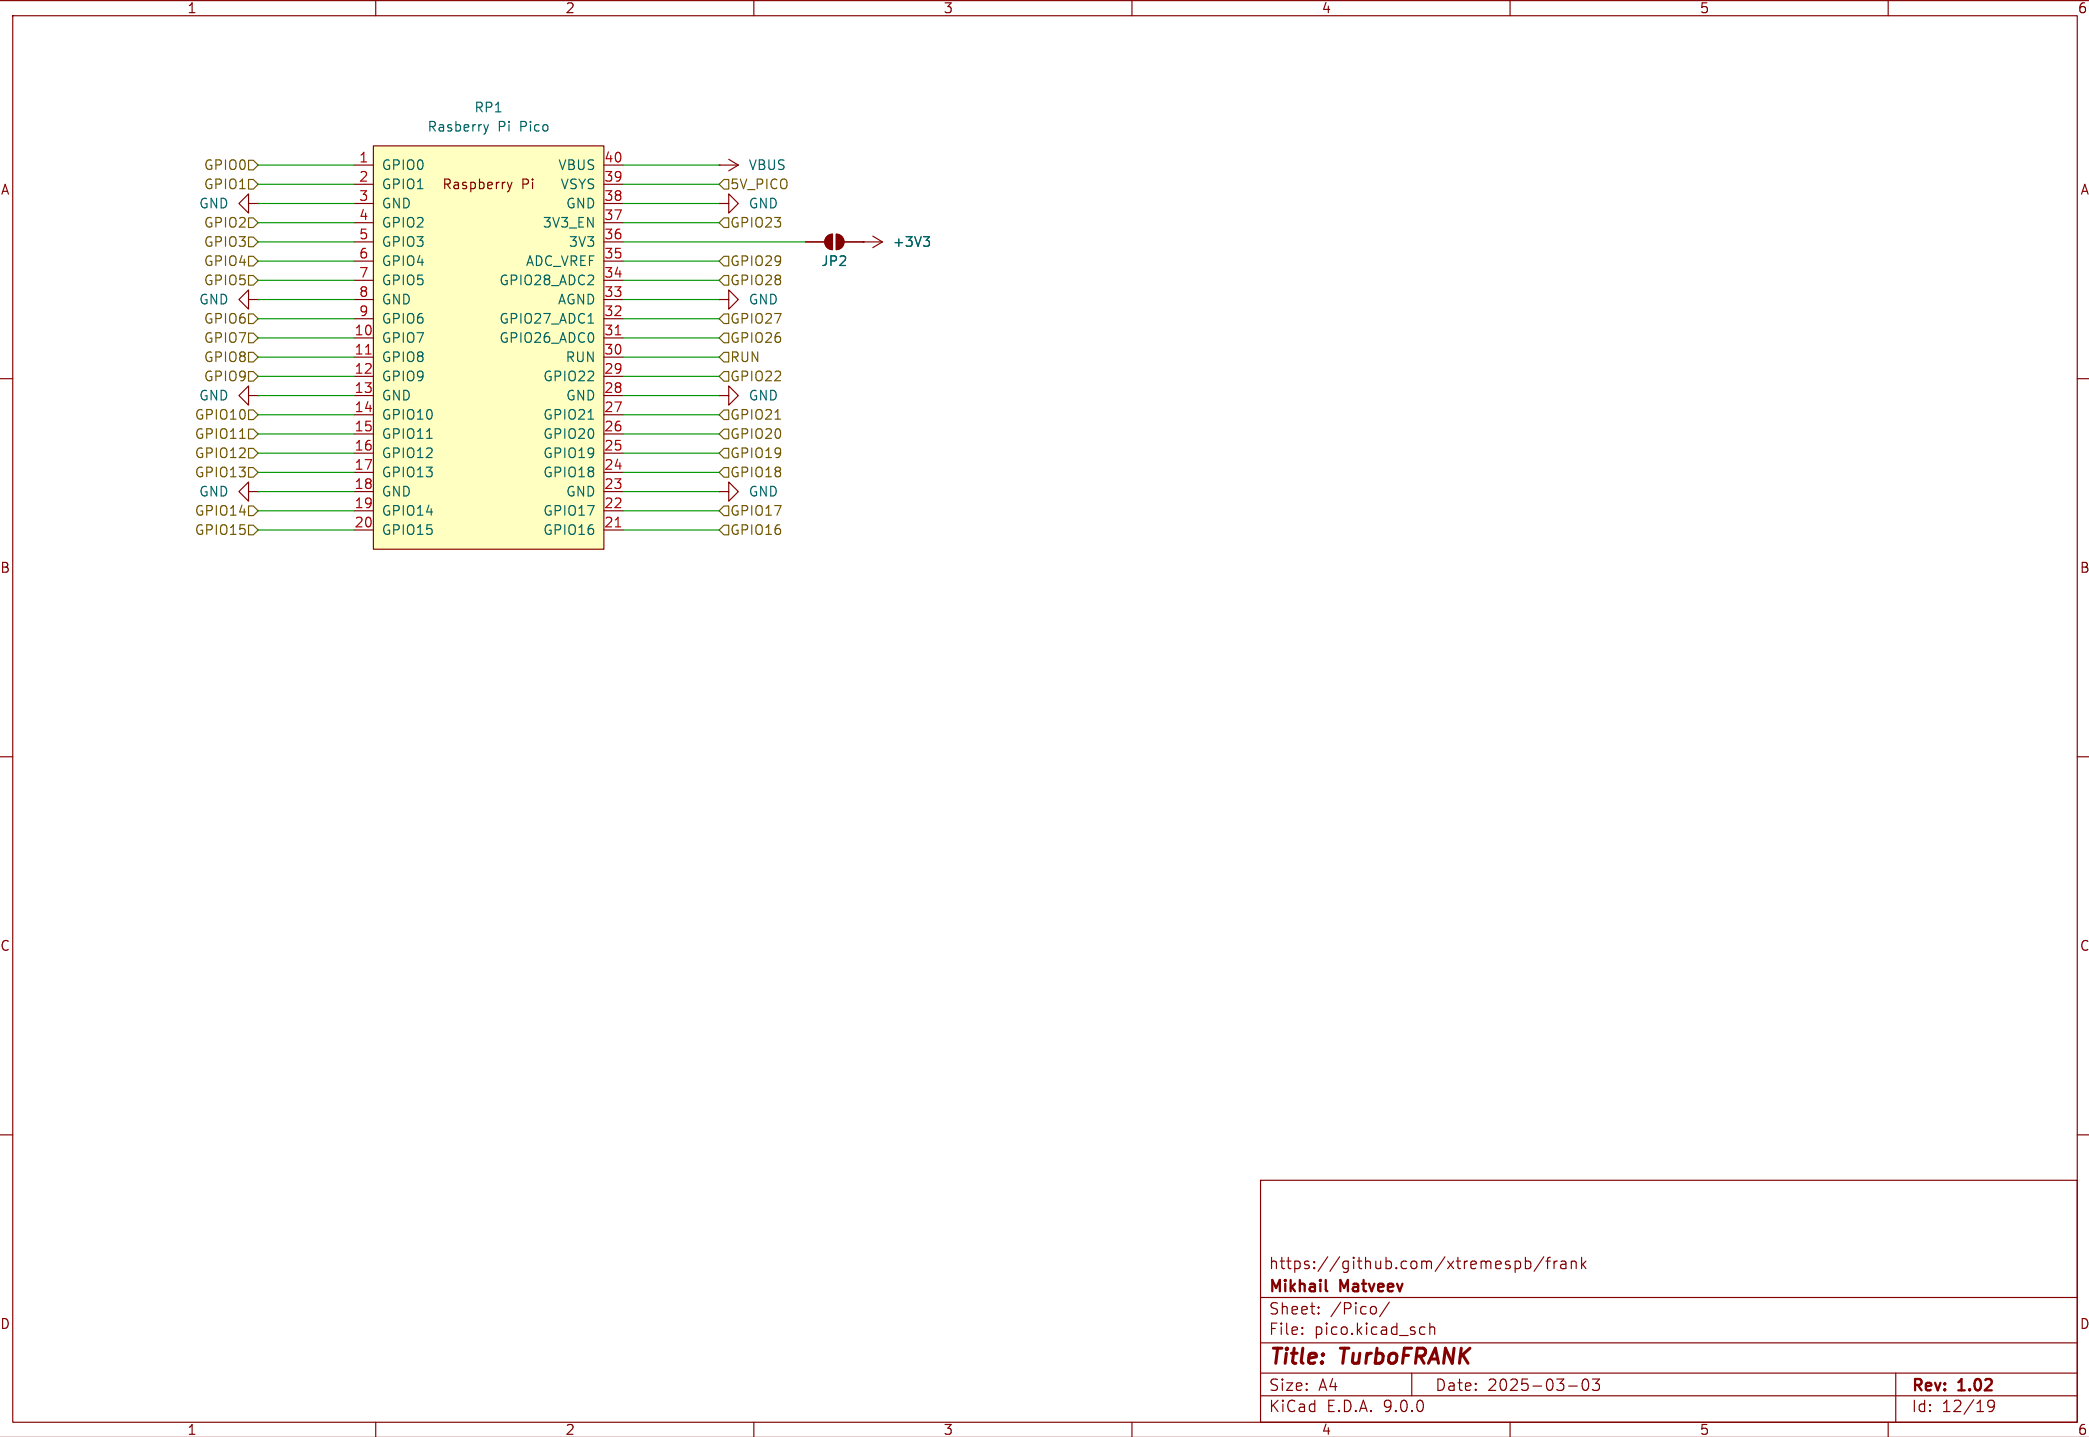 1 2 3 4 5 6
RP1
Rasberry Pi Pico
GPIO0 1 GPIO0 VBUS 40 VBUS
GPIO1 2 GPIO1 Raspberry Pi VSYS 39 5V_PICO
A GND 3 GND GND 38 GND A
GPIO2 4 GPIO2 3V3_EN 37 GPIO23
GPIO3 5 GPIO3 3V3 36 +3V3
GPIO4 6 GPIO4 ADC_VREF 35 GPIO29 JP2
GPIO5 7 GPIO5 GPIO28_ADC2 34 GPIO28
GND 8 GND AGND 33 GND
GPIO6 9 GPIO6 GPIO27_ADC1 32 GPIO27
GPIO7 10 GPIO7 GPIO26_ADC0 31 GPIO26
GPIO8 11 GPIO8 RUN 30 RUN
GPIO9 12 GPIO9 GPIO22 29 GPIO22
GND 13 GND GND 28 GND
GPIO10 14 GPIO10 GPIO21 27 GPIO21
GPIO11 15 GPIO11 GPIO20 26 GPIO20
GPIO12 16 GPIO12 GPIO19 25 GPIO19
GPIO13 17 GPIO13 GPIO18 24 GPIO18
GND 18 GND GND 23 GND
GPIO14 19 GPIO14 GPIO17 22 GPIO17
GPIO15 20 GPIO15 GPIO16 21 GPIO16
B B
C C
https://github.com/xtremespb/frank
Mikhail Matveev
Sheet: /Pico/
File: pico.kicad_sch
D D
Title: TurboFRANK
Size: A4 Date: 2025-03-03 Rev: 1.02
KiCad E.D.A. 9.0.0 Id: 12/19
1 2 3 4 5 6